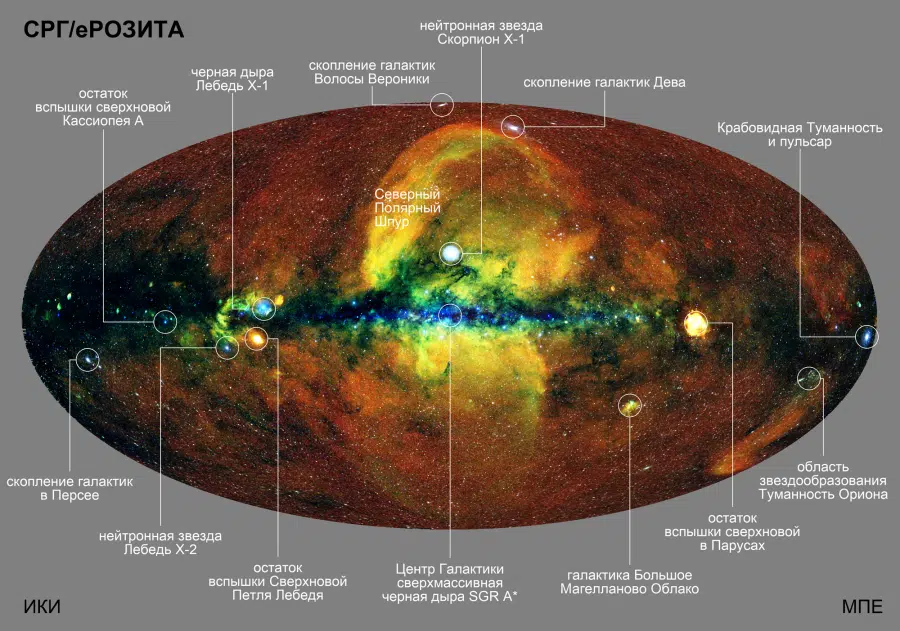 СРГ/еРОЗИТА
нейтронная звезда
Скорпион X-1
скопление галактик
Волосы Вероники
черная дыра
Лебедь X-1
скопление галактик Дева
остаток
вспышки сверхновой
Кассиопея А
Крабовидная Туманность
и пульсар
Северный
Полярный
Шпур
скопление галактик
в Персее
нейтронная звезда
Лебедь X-2
остаток
вспышки Сверхновой
Петля Лебедя
Центр Галактики
сверхмассивная
черная дыра SGR A*
галактика Большое
Магелланово Облако
остаток
вспышки сверхновой
в Парусах
область
звездообразования
Туманность Ориона
ИКИ
МПЕ